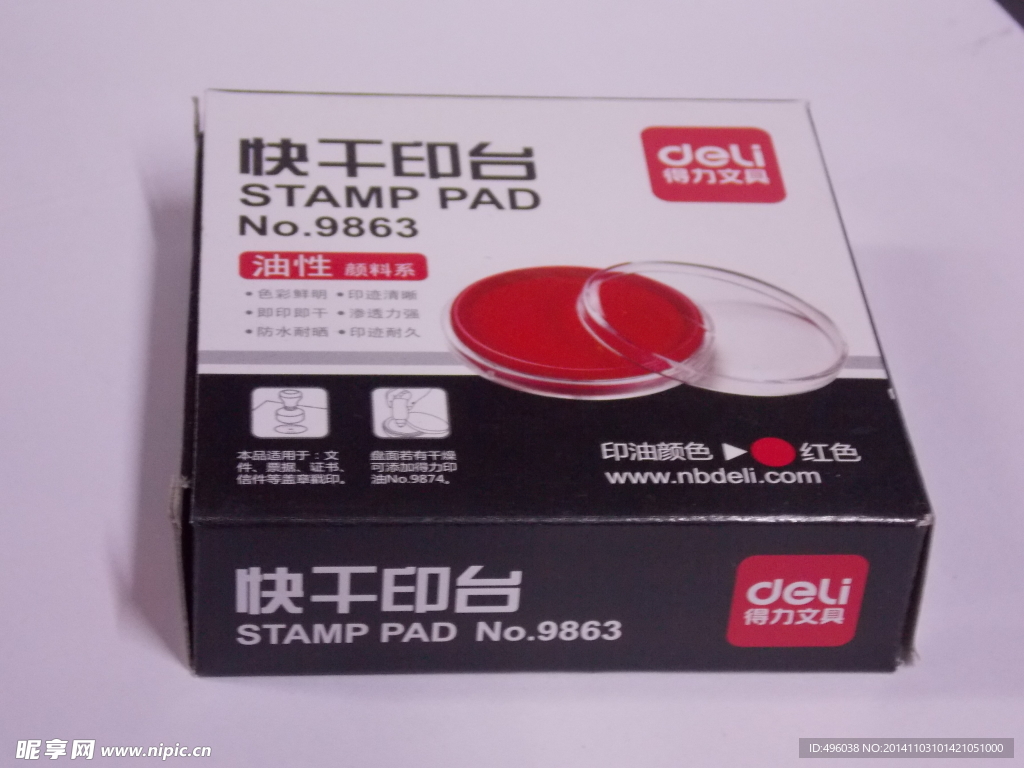 快干印台
STAMP PAD
No.9863
deli
得力文具
油性 颜料系
•色彩鲜明 •印迹清晰
•即印即干 •渗透力强
•防水耐晒 •印迹耐久
本品适用于：文
件、票据、证书、
信件等盖章戳印。
盘面若有干燥
可添加得力印
油No.9874。
印油颜色 ▶ 红色
www.nbdeli.com
快干印台
STAMP PAD No.9863
deli
得力文具
昵享网 www.nipic.cn
ID:496038 NO:20141103101421051000